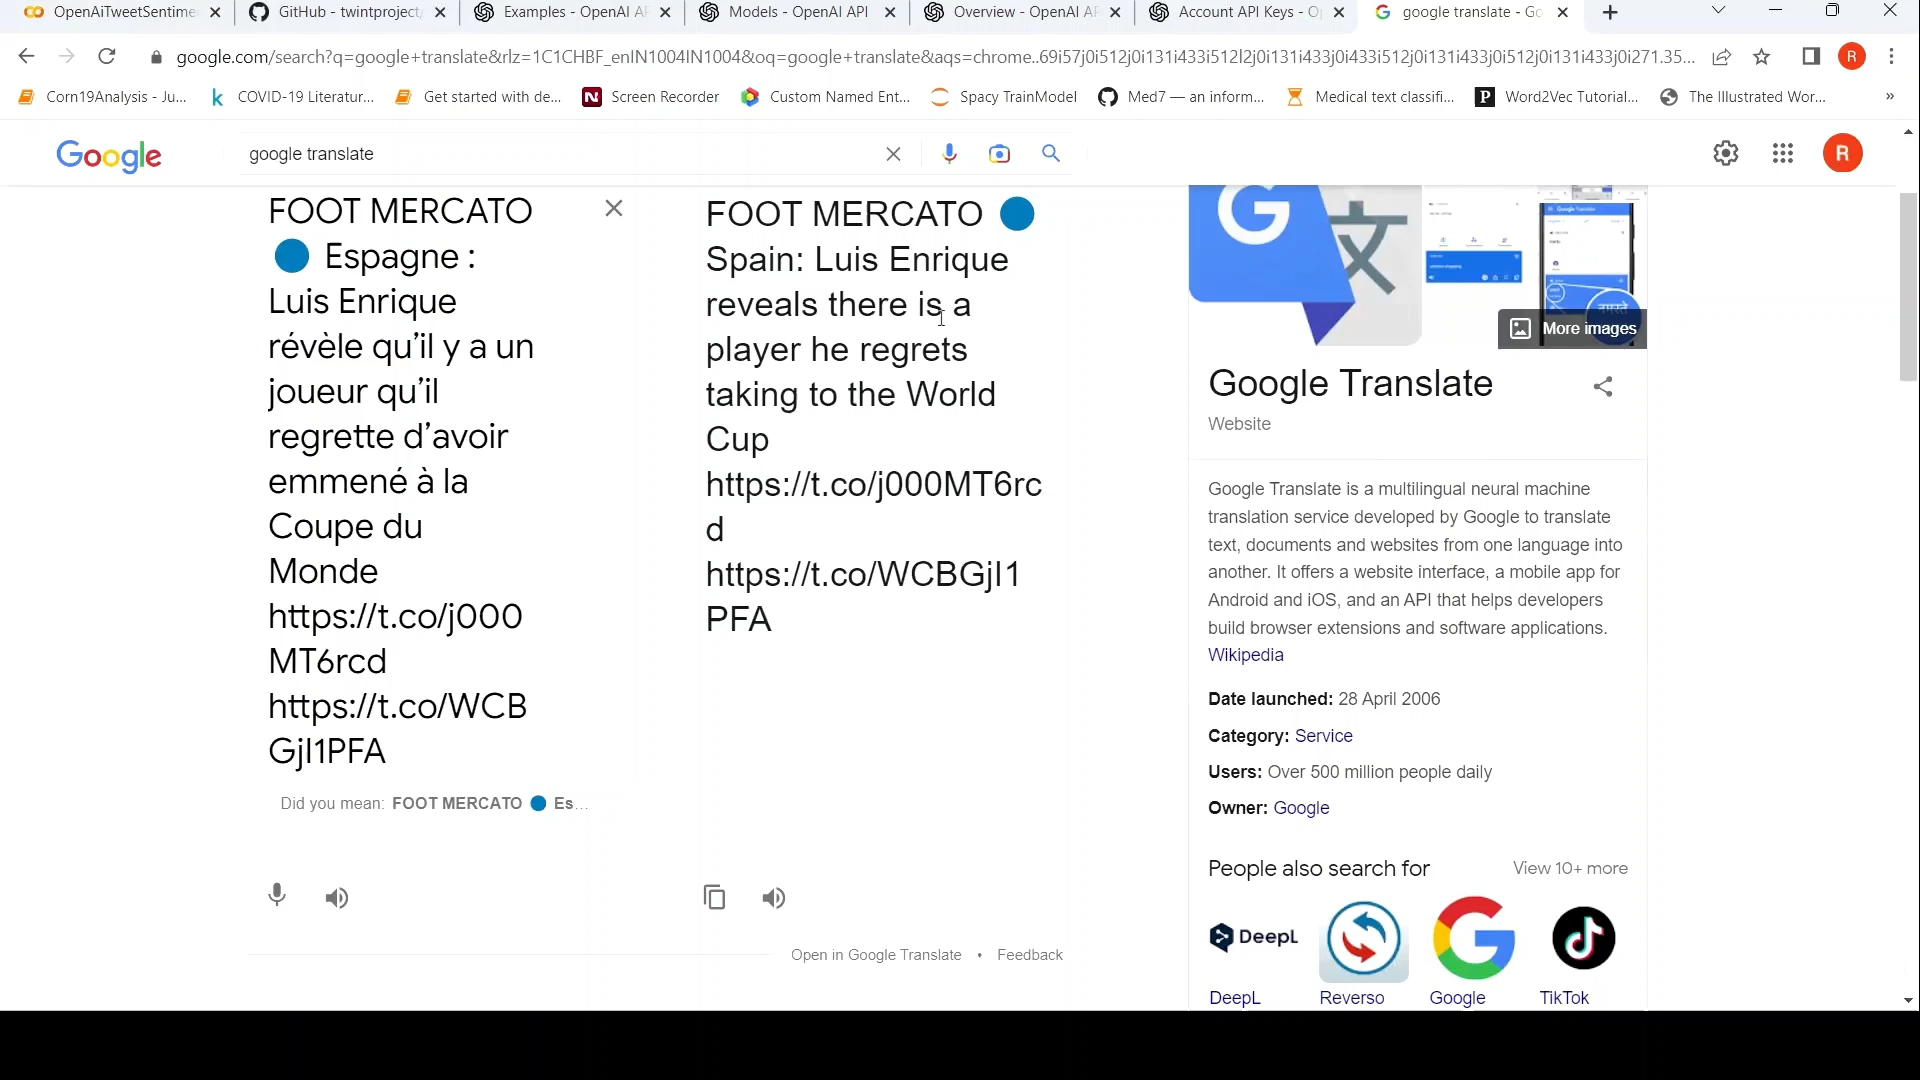 OpenAiTweetSentime
GitHub - twintproject/
Examples - OpenAI AP
Models - OpenAI API
Overview - OpenAI AP
Account API Keys - O
google translate - Go
google.com/search?q=google+translate&rlz=1C1CHBF_enIN1004IN1004&oq=google+translate&aqs=chrome..69i57j0i512j0i131i433i512l2j0i131i433j0i433i512j0i131i433j0i512j0i131i433j0i271.35...
Corn19Analysis - Ju...
COVID-19 Literatur...
Get started with de...
Screen Recorder
Custom Named Ent...
Spacy TrainModel
Med7 — an inform...
Medical text classifi...
Word2Vec Tutorial...
The Illustrated Wor...
»
R
Google
google translate
R
FOOT MERCATO
🔵 Espagne :
Luis Enrique
révèle qu’il y a un
joueur qu’il
regrette d’avoir
emmené à la
Coupe du
Monde
https://t.co/j000
MT6rcd
https://t.co/WCB
Gjl1PFA
Did you mean: FOOT MERCATO 🔵 Es...
FOOT MERCATO 🔵
Spain: Luis Enrique
reveals there is a
player he regrets
taking to the World
Cup
https://t.co/j000MT6rc
d
https://t.co/WCBGjl1
PFA
Open in Google Translate • Feedback
G 文
More images
Google Translate
Website
Google Translate is a multilingual neural machine
translation service developed by Google to translate
text, documents and websites from one language into
another. It offers a website interface, a mobile app for
Android and iOS, and an API that helps developers
build browser extensions and software applications.
Wikipedia
Date launched: 28 April 2006
Category: Service
Users: Over 500 million people daily
Owner: Google
People also search for
View 10+ more
DeepL
DeepL
Reverso
Google
TikTok